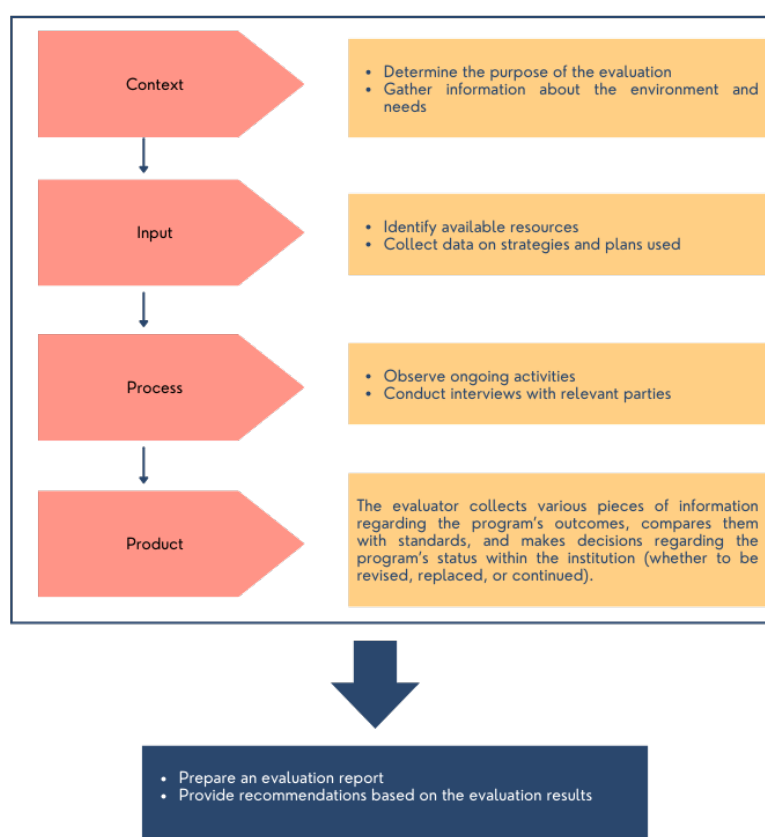 Context
• Determine the purpose of the evaluation
• Gather information about the environment and
needs
Input
• Identify available resources
• Collect data on strategies and plans used
Process
• Observe ongoing activities
• Conduct interviews with relevant parties
Product
The evaluator collects various pieces of information
regarding the program's outcomes, compares them
with standards, and makes decisions regarding the
program's status within the institution (whether to be
revised, replaced, or continued).
• Prepare an evaluation report
• Provide recommendations based on the evaluation results